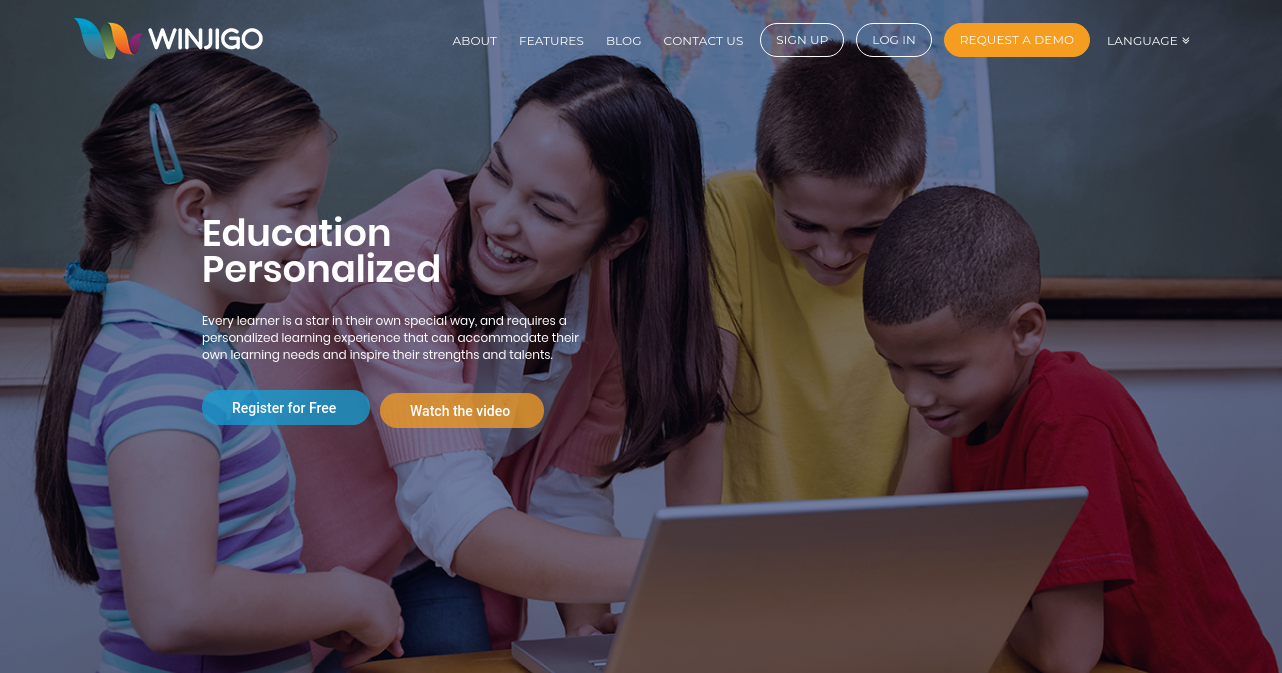 WINJIGO
ABOUT FEATURES BLOG CONTACT US SIGN UP LOG IN REQUEST A DEMO LANGUAGE
Education
Personalized
Every learner is a star in their own special way, and requires a
personalized learning experience that can accommodate their
own learning needs and inspire their strengths and talents.
Register for Free
Watch the video